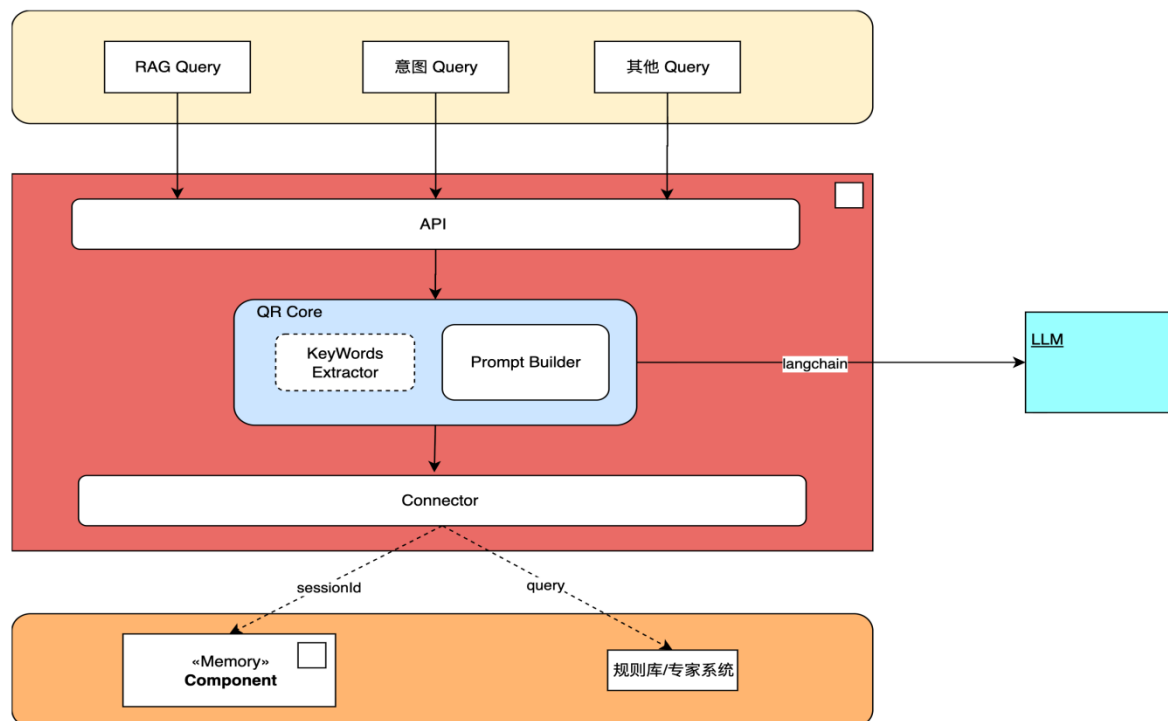 RAG Query
意图 Query
其他 Query
API
QR Core
KeyWords
Extractor
Prompt Builder
langchain
LLM
Connector
sessionId
query
«Memory»
Component
规则库/专家系统